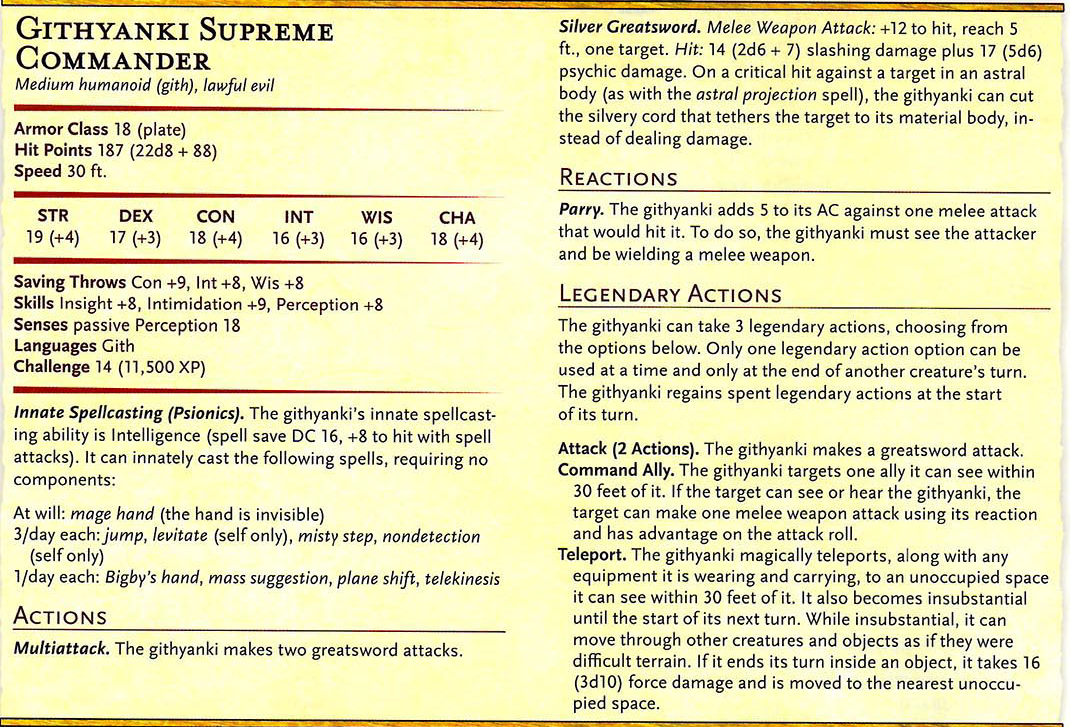 GITHYANKI SUPREME
COMMANDER
Medium humanoid (gith), lawful evil
Armor Class 18 (plate)
Hit Points 187 (22d8 + 88)
Speed 30 ft.
STR DEX CON INT WIS CHA
19 (+4) 17 (+3) 18 (+4) 16 (+3) 16 (+3) 18 (+4)
Saving Throws Con +9, Int +8, Wis +8
Skills Insight +8, Intimidation +9, Perception +8
Senses passive Perception 18
Languages Gith
Challenge 14 (11,500 XP)
Innate Spellcasting (Psionics). The githyanki's innate spellcast-
ing ability is Intelligence (spell save DC 16, +8 to hit with spell
attacks). It can innately cast the following spells, requiring no
components:
At will: mage hand (the hand is invisible)
3/day each: jump, levitate (self only), misty step, nondetection
(self only)
1/day each: Bigby's hand, mass suggestion, plane shift, telekinesis
ACTIONS
Multiattack. The githyanki makes two greatsword attacks.
Silver Greatsword. Melee Weapon Attack: +12 to hit, reach 5
ft., one target. Hit: 14 (2d6 + 7) slashing damage plus 17 (5d6)
psychic damage. On a critical hit against a target in an astral
body (as with the astral projection spell), the githyanki can cut
the silvery cord that tethers the target to its material body, in-
stead of dealing damage.
REACTIONS
Parry. The githyanki adds 5 to its AC against one melee attack
that would hit it. To do so, the githyanki must see the attacker
and be wielding a melee weapon.
LEGENDARY ACTIONS
The githyanki can take 3 legendary actions, choosing from
the options below. Only one legendary action option can be
used at a time and only at the end of another creature's turn.
The githyanki regains spent legendary actions at the start
of its turn.
Attack (2 Actions). The githyanki makes a greatsword attack.
Command Ally. The githyanki targets one ally it can see within
30 feet of it. If the target can see or hear the githyanki, the
target can make one melee weapon attack using its reaction
and has advantage on the attack roll.
Teleport. The githyanki magically teleports, along with any
equipment it is wearing and carrying, to an unoccupied space
it can see within 30 feet of it. It also becomes insubstantial
until the start of its next turn. While insubstantial, it can
move through other creatures and objects as if they were
difficult terrain. If it ends its turn inside an object, it takes 16
(3d10) force damage and is moved to the nearest unoccu-
pied space.